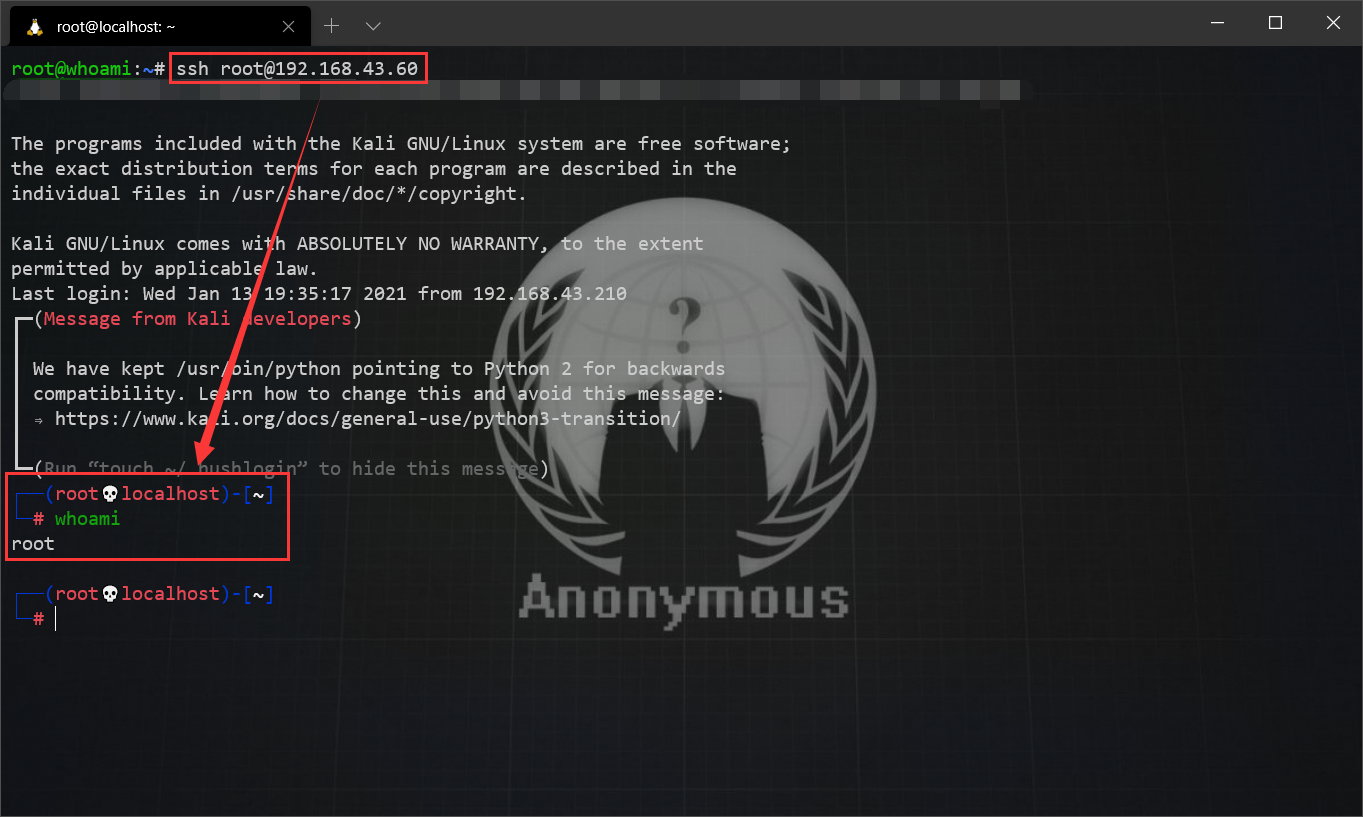 root@localhost: ~
root@whoami:~# ssh root@192.168.43.60
The programs included with the Kali GNU/Linux system are free software;
the exact distribution terms for each program are described in the
individual files in /usr/share/doc/*/copyright.
Kali GNU/Linux comes with ABSOLUTELY NO WARRANTY, to the extent
permitted by applicable law.
Last login: Wed Jan 13 19:35:17 2021 from 192.168.43.210
┏━(Message from Kali developers)
┃ We have kept /usr/bin/python pointing to Python 2 for backwards
┃ compatibility. Learn how to change this and avoid this message:
┃ ⇒ https://www.kali.org/docs/general-use/python3-transition/
┗━(Run “touch ~/.hushlogin” to hide this message)
┌──(root💀localhost)-[~]
└─# whoami
root
┌──(root💀localhost)-[~]
└─#
?
Anonymous